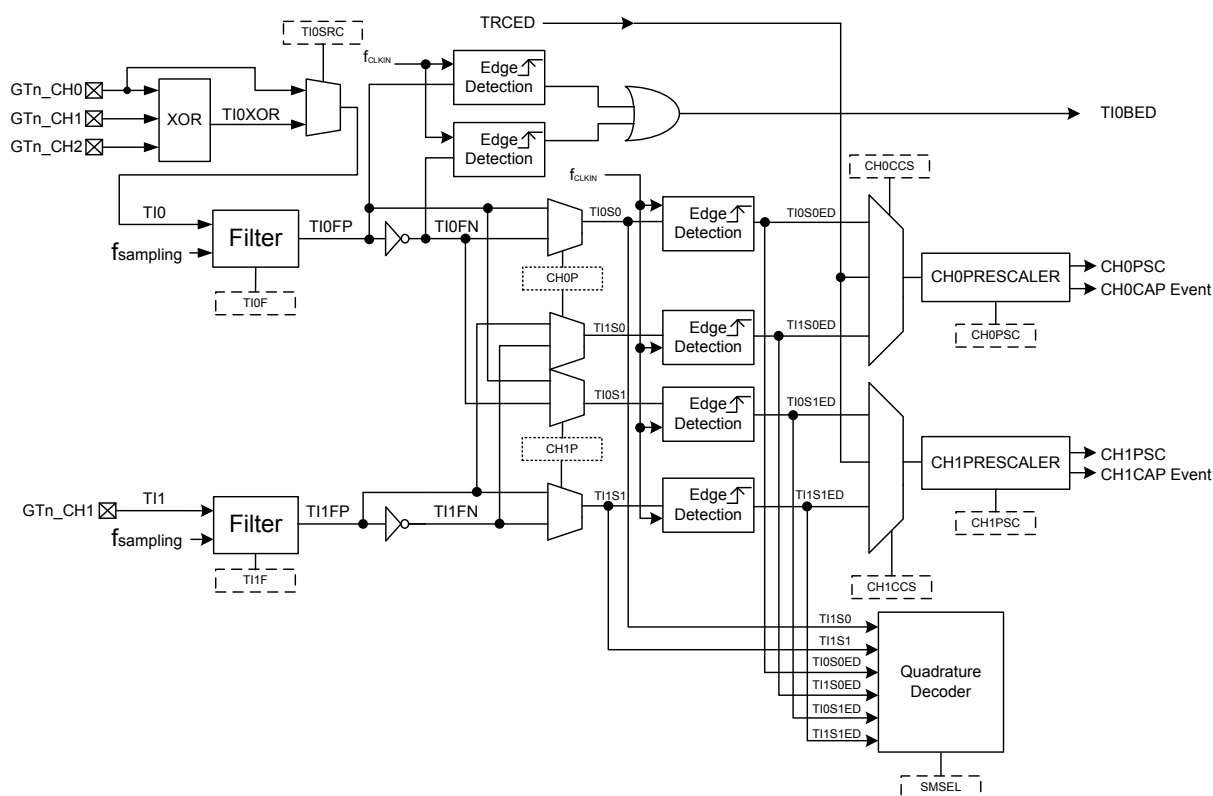 TRCED
TI0SRC
fCLKIN
Edge
Detection
GTn_CH0
GTn_CH1
GTn_CH2
XOR
TI0XOR
TI0BED
Edge
Detection
fCLKIN
CH0CCS
TI0
fsampling
Filter
TI0FP
TI0FN
TI0S0
Edge
Detection
TI0S0ED
TI0F
CH0P
CH0PRESCALER
CH0PSC
CH0CAP Event
CH0PSC
TI1S0
Edge
Detection
TI1S0ED
TI0S1
Edge
Detection
TI0S1ED
CH1P
CH1PRESCALER
CH1PSC
CH1CAP Event
CH1PSC
GTn_CH1
TI1
fsampling
Filter
TI1FP
TI1FN
TI1S1
Edge
Detection
TI1S1ED
TI1F
CH1CCS
TI1S0
TI1S1
TI0S0ED
TI1S0ED
TI0S1ED
TI1S1ED
Quadrature
Decoder
SMSEL